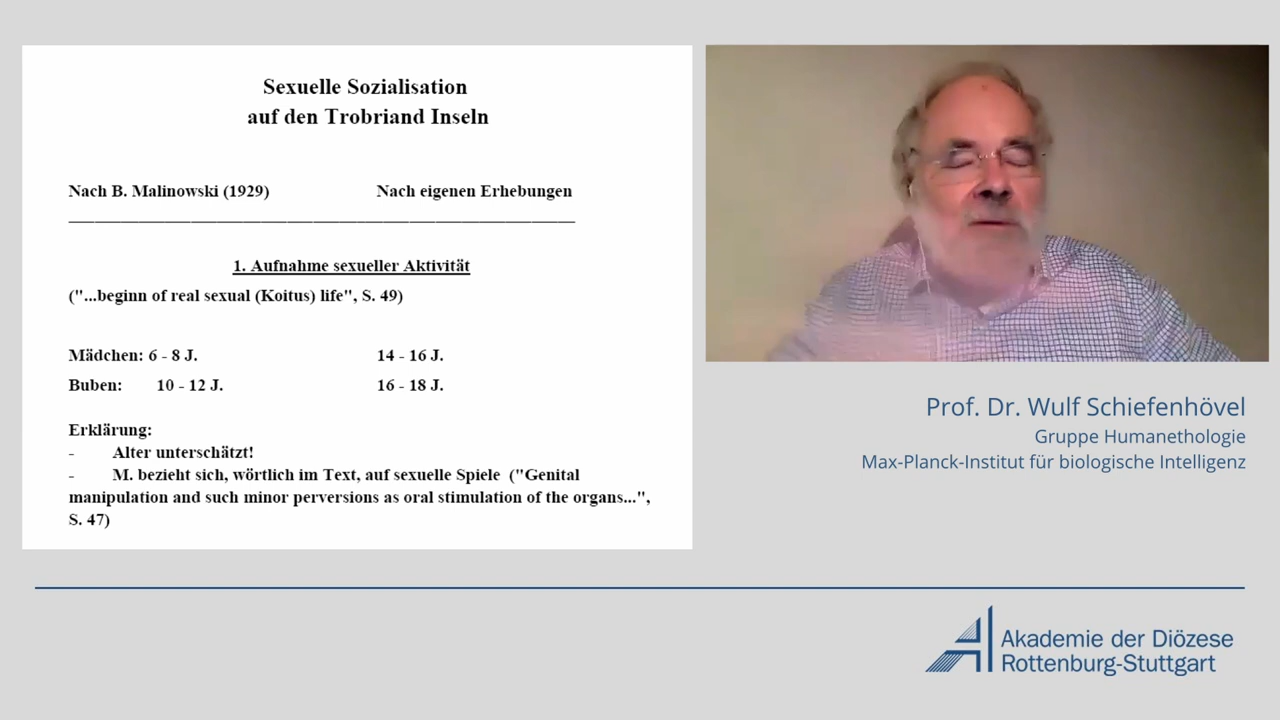 Sexuelle Sozialisation
auf den Trobriand Inseln
Nach B. Malinowski (1929) Nach eigenen Erhebungen
1. Aufnahme sexueller Aktivität
("...beginn of real sexual (Koitus) life", S. 49)
Mädchen: 6 - 8 J. 14 - 16 J.
Buben: 10 - 12 J. 16 - 18 J.
Erklärung:
- Alter unterschätzt!
- M. bezieht sich, wörtlich im Text, auf sexuelle Spiele ("Genital
manipulation and such minor perversions as oral stimulation of the organs...",
S. 47)
Prof. Dr. Wulf Schiefenhövel
Gruppe Humanethologie
Max-Planck-Institut für biologische Intelligenz
Akademie der Diözese
Rottenburg-Stuttgart